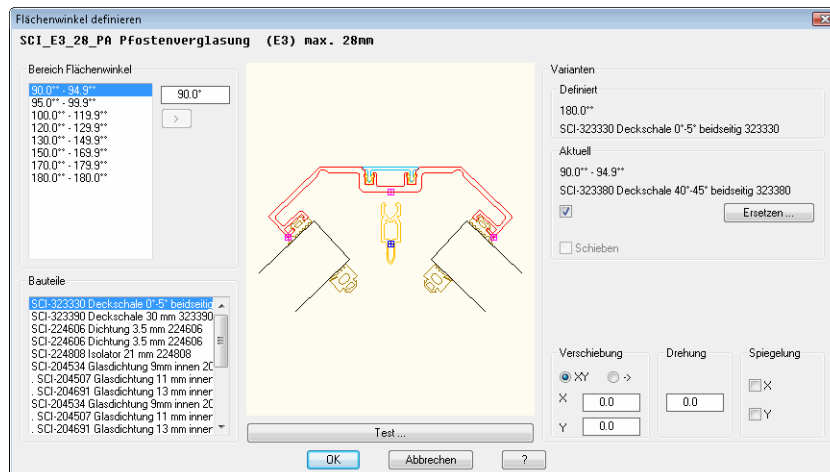 Flächenwinkel definieren
SCI_E3_28_PA Pfostenverglasung (E3) max. 28mm
Bereich Flächenwinkel
90.0°° - 94.9°°
95.0°° - 99.9°°
100.0°° - 119.9°°
120.0°° - 129.9°°
130.0°° - 149.9°°
150.0°° - 169.9°°
170.0°° - 179.9°°
180.0°° - 180.0°°
90.0°
>
Bauteile
SCI-323330 Deckschale 0°-5° beidseitig
SCI-323390 Deckschale 30 mm 323390
SCI-224606 Dichtung 3.5 mm 224606
SCI-224606 Dichtung 3.5 mm 224606
SCI-224808 Isolator 21 mm 224808
SCI-204534 Glasdichtung 9mm innen 20
. SCI-204507 Glasdichtung 11 mm inner
. SCI-204691 Glasdichtung 13 mm inner
SCI-204534 Glasdichtung 9mm innen 20
. SCI-204507 Glasdichtung 11 mm inner
. SCI-204691 Glasdichtung 13 mm inner
Test ...
Varianten
Definiert
180.0°°
SCI-323330 Deckschale 0°-5° beidseitig 323330
Aktuell
90.0°° - 94.9°°
SCI-323380 Deckschale 40°-45° beidseitig 323380
Ersetzen ...
Schieben
Verschiebung
XY
->
X 0.0
Y 0.0
Drehung
0.0
Spiegelung
X
Y
OK
Abbrechen
?